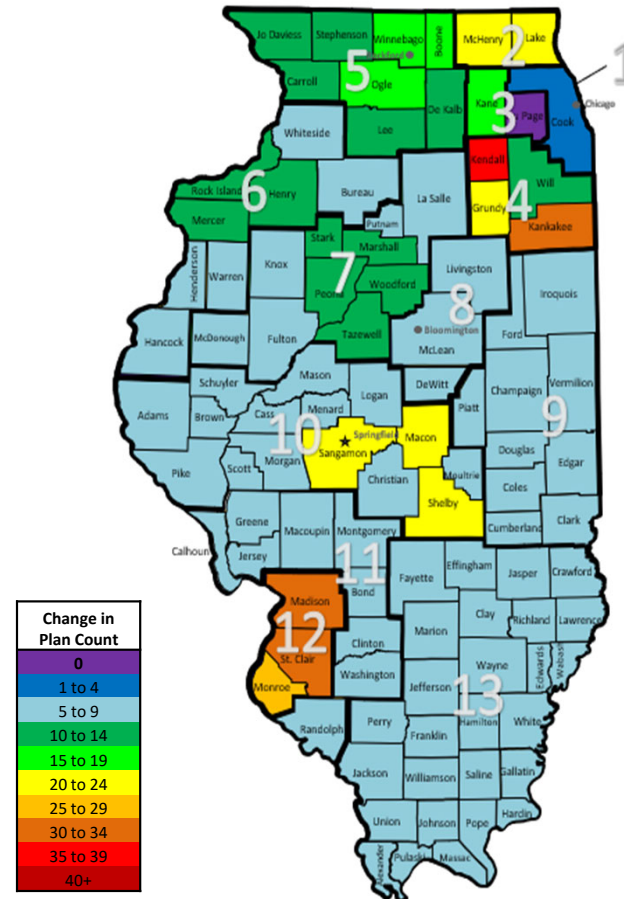 Jo Daviess
Stephenson
Winnebago
Boone
McHenry
Lake
2
1
Rockford
5
Carroll
Ogle
De Kalb
Kane
3
Page
Cook
Chicago
Whiteside
Lee
Kendall
Will
4
Rock Island
6
Henry
Bureau
La Salle
Grundy
Mercer
Putnam
Kankakee
Stark
Marshall
Henderson
Warren
Knox
7
Peoria
Woodford
Livingston
8
Iroquois
Bloomington
Ford
Hancock
McDonough
Fulton
Tazewell
McLean
Mason
Schuyler
Logan
DeWitt
Champaign
Vermilion
Adams
Brown
Cass
Menard
Piatt
9
10
Springfield
Macon
Sangamon
Douglas
Edgar
Pike
Scott
Morgan
Christian
Moultrie
Coles
Shelby
Greene
Macoupin
Montgomery
Cumberland
Clark
Calhoun
Jersey
11
Effingham
Jasper
Crawford
Fayette
Bond
Madison
Clay
Richland
Lawrence
12
Clinton
Marion
St. Clair
Wayne
Edwards
Wabash
Washington
Monroe
Jefferson
13
Hamilton
White
Randolph
Perry
Franklin
Jackson
Williamson
Saline
Gallatin
Union
Johnson
Pope
Hardin
Alexander
Pulaski
Massac
Change in
Plan Count
0
1 to 4
5 to 9
10 to 14
15 to 19
20 to 24
25 to 29
30 to 34
35 to 39
40+